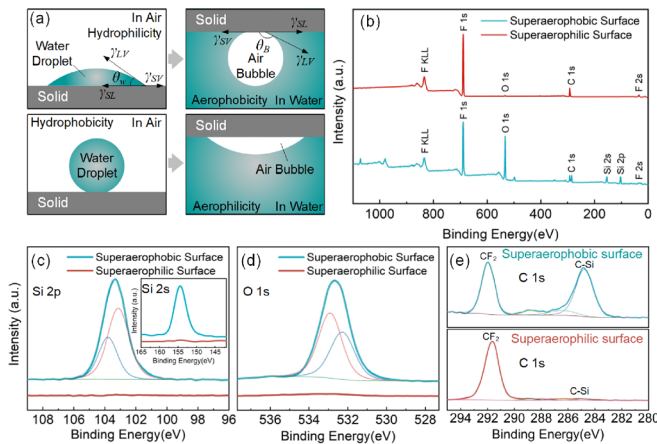 (a)
In Air
Hydrophilicity
γLV
Water
Droplet
θw
γSV
γSL
Solid
Solid
γSV
γSL
θB
γLV
Air
Bubble
Aerophobicity
In Water
Hydrophobicity
In Air
Water
Droplet
Solid
Solid
Air Bubble
Aerophilicity
In Water
(b)
Superaerophobic Surface
Superaerophilic Surface
F KLL
F 1s
O 1s
C 1s
F 2s
F KLL
F 1s
O 1s
C 1s
Si 2s
Si 2p
F 2s
Intensity (a.u.)
1000 800 600 400 200 0
Binding Energy(eV)
(c)
Superaerophobic Surface
Superaerophilic Surface
Si 2p
Si 2s
Intensity (a.u.)
165 160 155 150 145
Binding Energy(eV)
Intensity (a.u.)
108 106 104 102 100 98 96
Binding Energy(eV)
(d)
Superaerophobic Surface
Superaerophilic Surface
O 1s
536 534 532 530 528
Binding Energy(eV)
(e)
Superaerophobic surface
CF2
C 1s
C-Si
Superaerophilic surface
CF2
C 1s
C-Si
294 292 290 288 286 284 282 280
Binding Energy(eV)